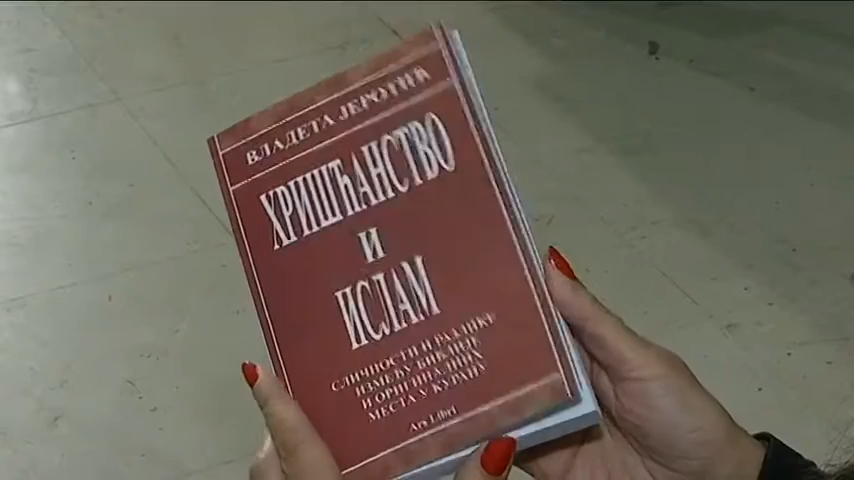 ВЛАДЕТА ЈЕРОТИЋ
ХРИШЋАНСТВО
И
ИСЛАМ
СЛИЧНОСТИ И РАЗЛИКЕ
ИЗМЕЂУ БИБЛИЈЕ
И ОРИГИНАЛНИХ
МЕСТА У КУРАНУ
Ars Libri